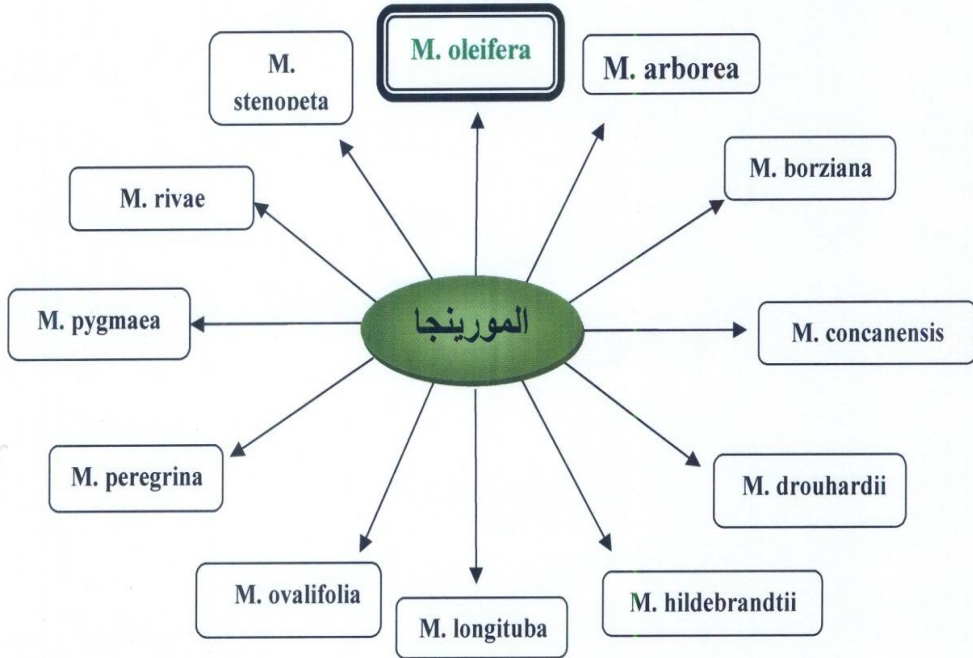 M. oleifera
M. arborea
M.
stenopeta
M. borziana
M. rivae
المورينجا
M. pygmaea
M. concanensis
M. peregrina
M. drouhardii
M. ovalifolia
M. hildebrandtii
M. longituba